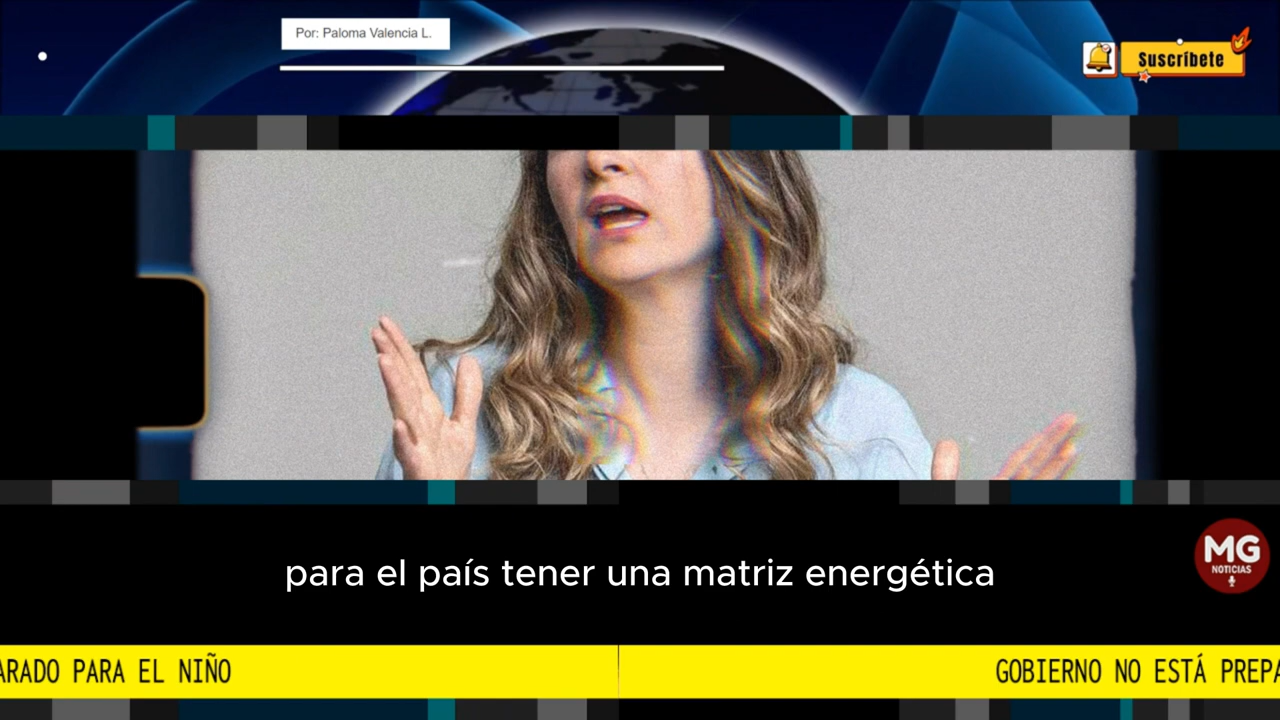 Por: Paloma Valencia L.
Suscríbete
para el país tener una matriz energética
MG
NOTICIAS
ARADO PARA EL NIÑO
GOBIERNO NO ESTÁ PREPA